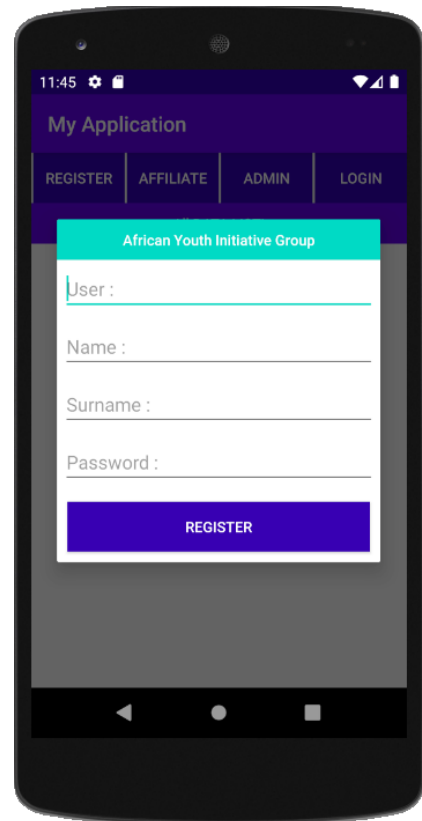 11:45
My Application
REGISTER AFFILIATE ADMIN LOGIN
African Youth Initiative Group
User :
Name :
Surname :
Password :
REGISTER